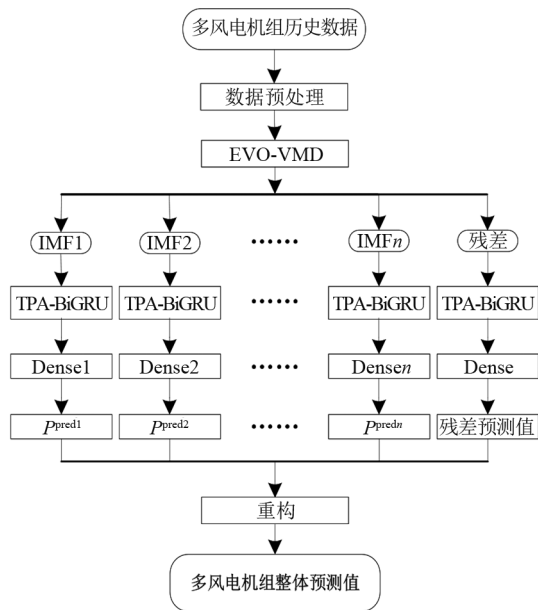 多风电机组历史数据
数据预处理
EVO-VMD
IMF1 IMF2 …… IMFn 残差
TPA-BiGRU TPA-BiGRU …… TPA-BiGRU TPA-BiGRU
Dense1 Dense2 …… Densen Dense
Ppred1 Ppred2 …… Ppredn 残差预测值
重构
多风电机组整体预测值